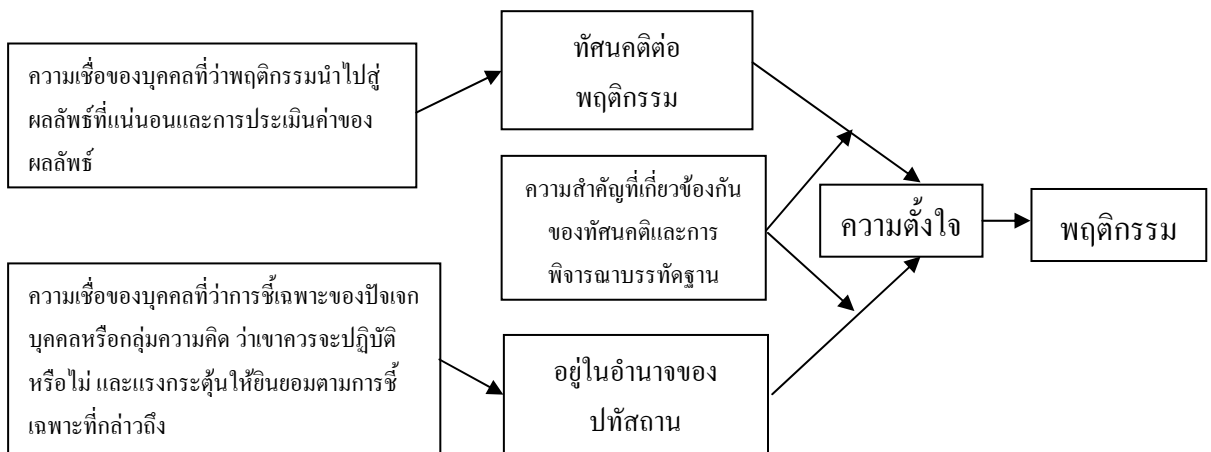 ความเชื่อของบุคคลที่ว่าพฤติกรรมนำไปสู่
ผลลัพธ์ที่แน่นอนและการประเมินค่าของ
ผลลัพธ์
ทัศนคติต่อ
พฤติกรรม
ความสำคัญที่เกี่ยวข้องกัน
ของทัศนคติและการ
พิจารณาบรรทัดฐาน
ความตั้งใจ
พฤติกรรม
ความเชื่อของบุคคลที่ว่าการชี้เฉพาะของปัจเจก
บุคคลหรือกลุ่มความคิด ว่าเขาควรจะปฏิบัติ
หรือไม่ และแรงกระตุ้นให้ยินยอมตามการชี้
เฉพาะที่กล่าวถึง
อยู่ในอำนาจของ
ปทัสถาน